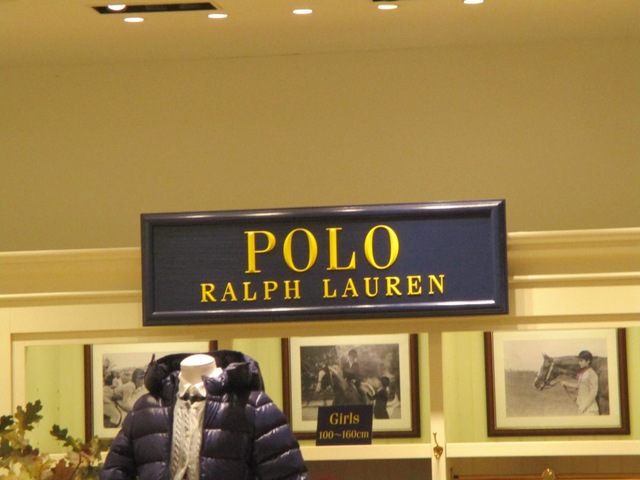 POLO
RALPH LAUREN
Girls
100~160cm